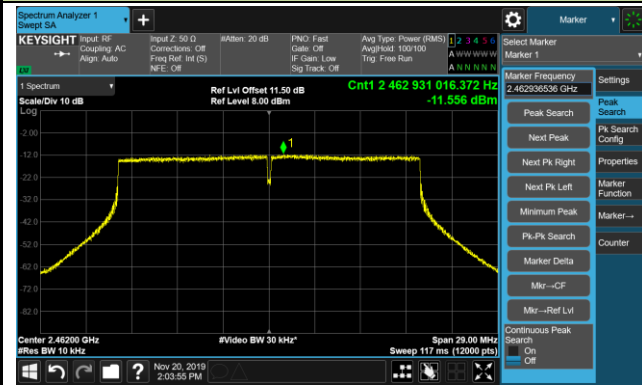 Spectrum Analyzer 1
Swept SA
Marker
KEYSIGHT Input: RF
Coupling: AC
Align: Auto
Input Z: 50 Ω
Corrections: Off
Freq Ref: Int (S)
NFE: Off
#Atten: 20 dB
PNO: Fast
Gate: Off
IF Gain: Low
Sig Track: Off
Avg Type: Power (RMS)
Avg|Hold: 100/100
Trig: Free Run
1 2 3 4 5 6
A W W W W W
A N N N N N
Select Marker
Marker 1
1 Spectrum
Scale/Div 10 dB
Log
Ref Lvl Offset 11.50 dB
Ref Level 8.00 dBm
Cnt1 2 462 931 016.372 Hz
-11.556 dBm
1
-2.00
-12.0
-22.0
-32.0
-42.0
-52.0
-62.0
-72.0
-82.0
Center 2.46200 GHz
#Res BW 10 kHz
#Video BW 30 kHz*
Span 29.00 MHz
Sweep 117 ms (12000 pts)
Marker Frequency
2.462936536 GHz
Peak Search
Next Peak
Next Pk Right
Next Pk Left
Minimum Peak
Pk-Pk Search
Marker Delta
Mkr→CF
Mkr→Ref Lvl
Continuous Peak
Search
On
Off
Settings
Peak
Search
Pk Search
Config
Properties
Marker
Function
Marker→
Counter
?
Nov 20, 2019
2:03:55 PM